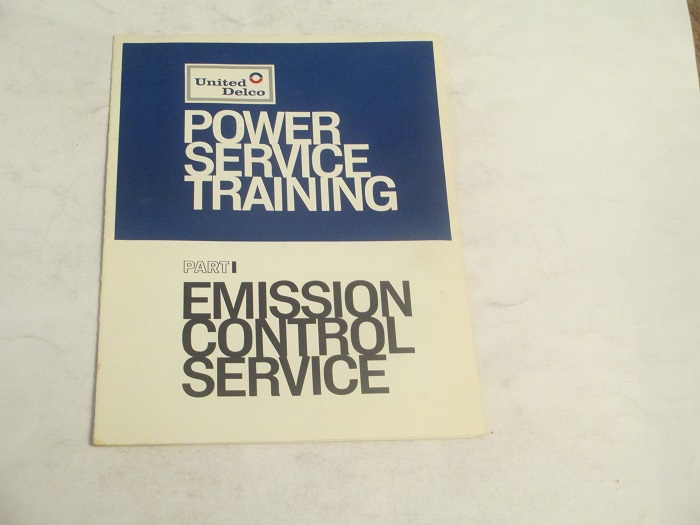 United
Delco
POWER
SERVICE
TRAINING
PART I
EMISSION
CONTROL
SERVICE